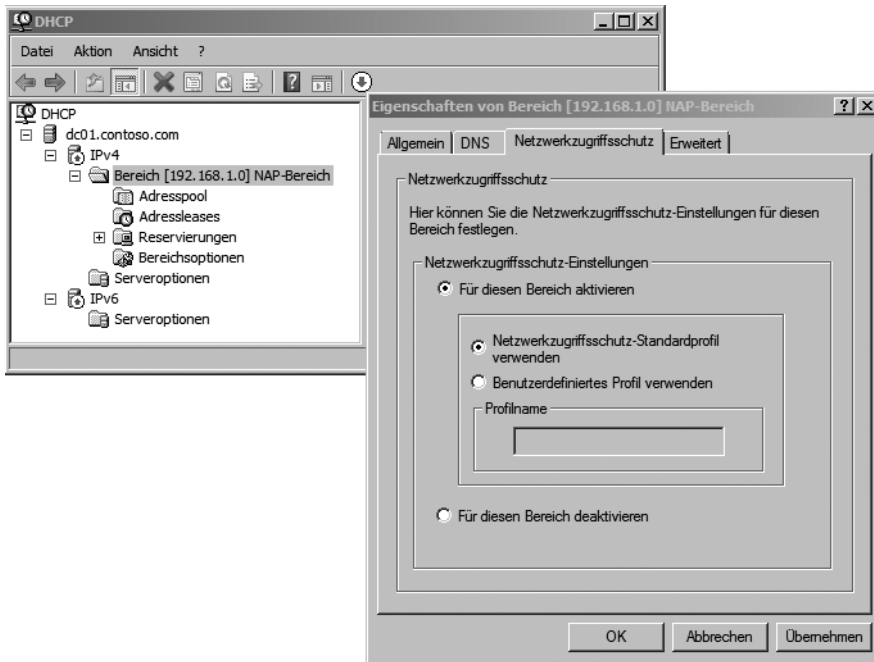 DHCP
Datei Aktion Ansicht ?
DHCP
dc01.contoso.com
IPv4
Bereich [192.168.1.0] NAP-Bereich
Adresspool
Adressleases
Reservierungen
Bereichsoptionen
Serveroptionen
IPv6
Serveroptionen
Eigenschaften von Bereich [192.168.1.0] NAP-Bereich
Allgemein DNS Netzwerkzugriffsschutz Erweitert
Netzwerkzugriffsschutz
Hier können Sie die Netzwerkzugriffsschutz-Einstellungen für diesen
Bereich festlegen.
Netzwerkzugriffsschutz-Einstellungen
Für diesen Bereich aktivieren
Netzwerkzugriffsschutz-Standardprofil
verwenden
Benutzerdefiniertes Profil verwenden
Profilname
Für diesen Bereich deaktivieren
OK Abbrechen Übernehmen